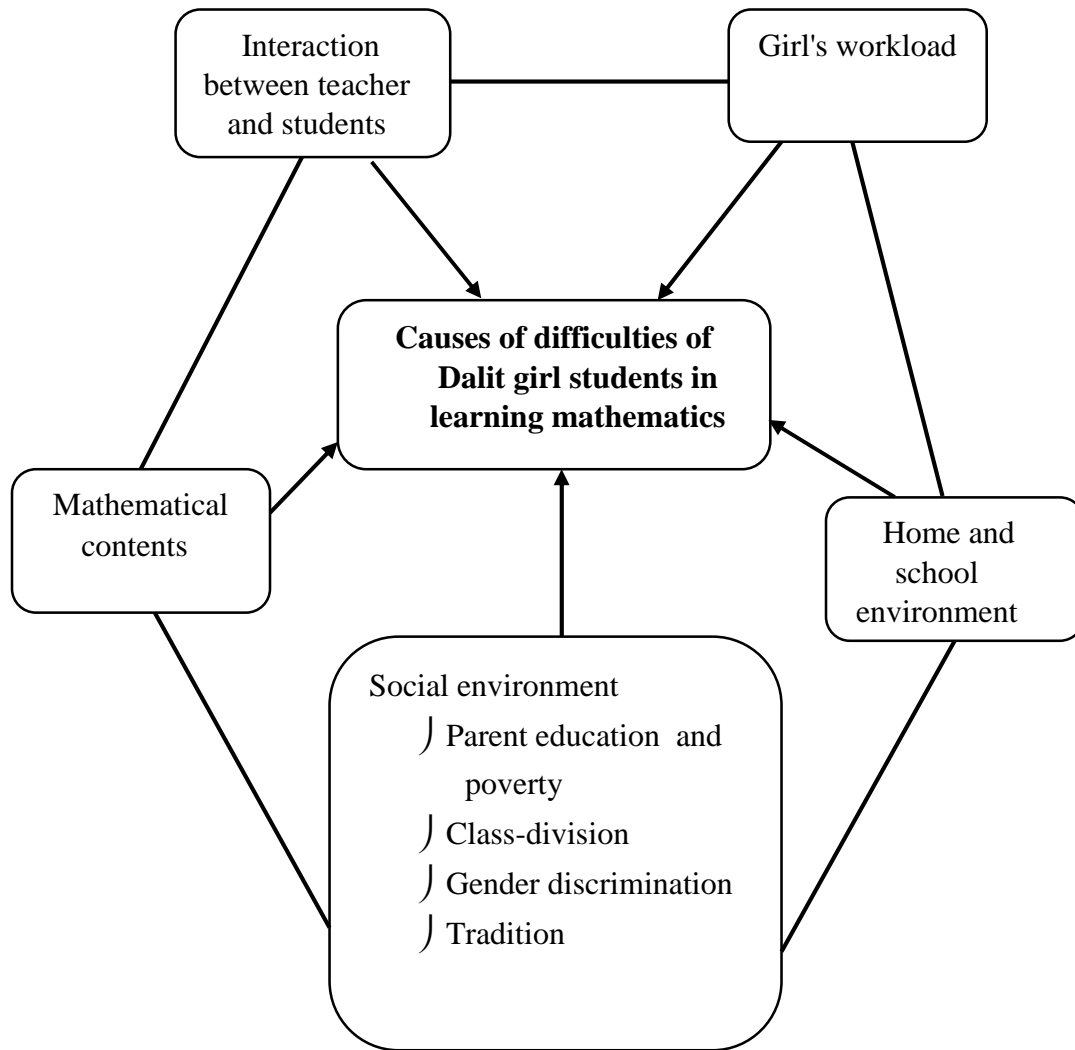 Interaction
between teacher
and students
Girl's workload
Causes of difficulties of
Dalit girl students in
learning mathematics
Mathematical
contents
Home and
school
environment
Social environment
⌡ Parent education and
poverty
⌡ Class-division
⌡ Gender discrimination
⌡ Tradition